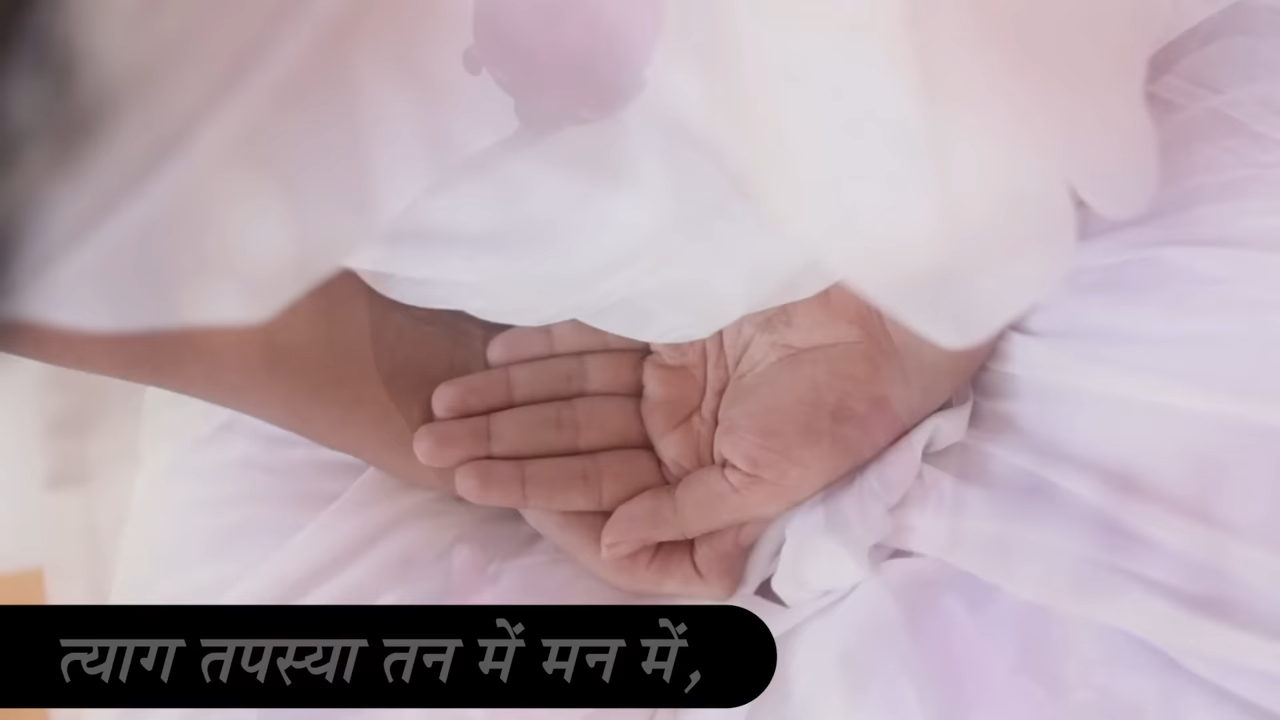 त्याग तपस्या तन में मन में,